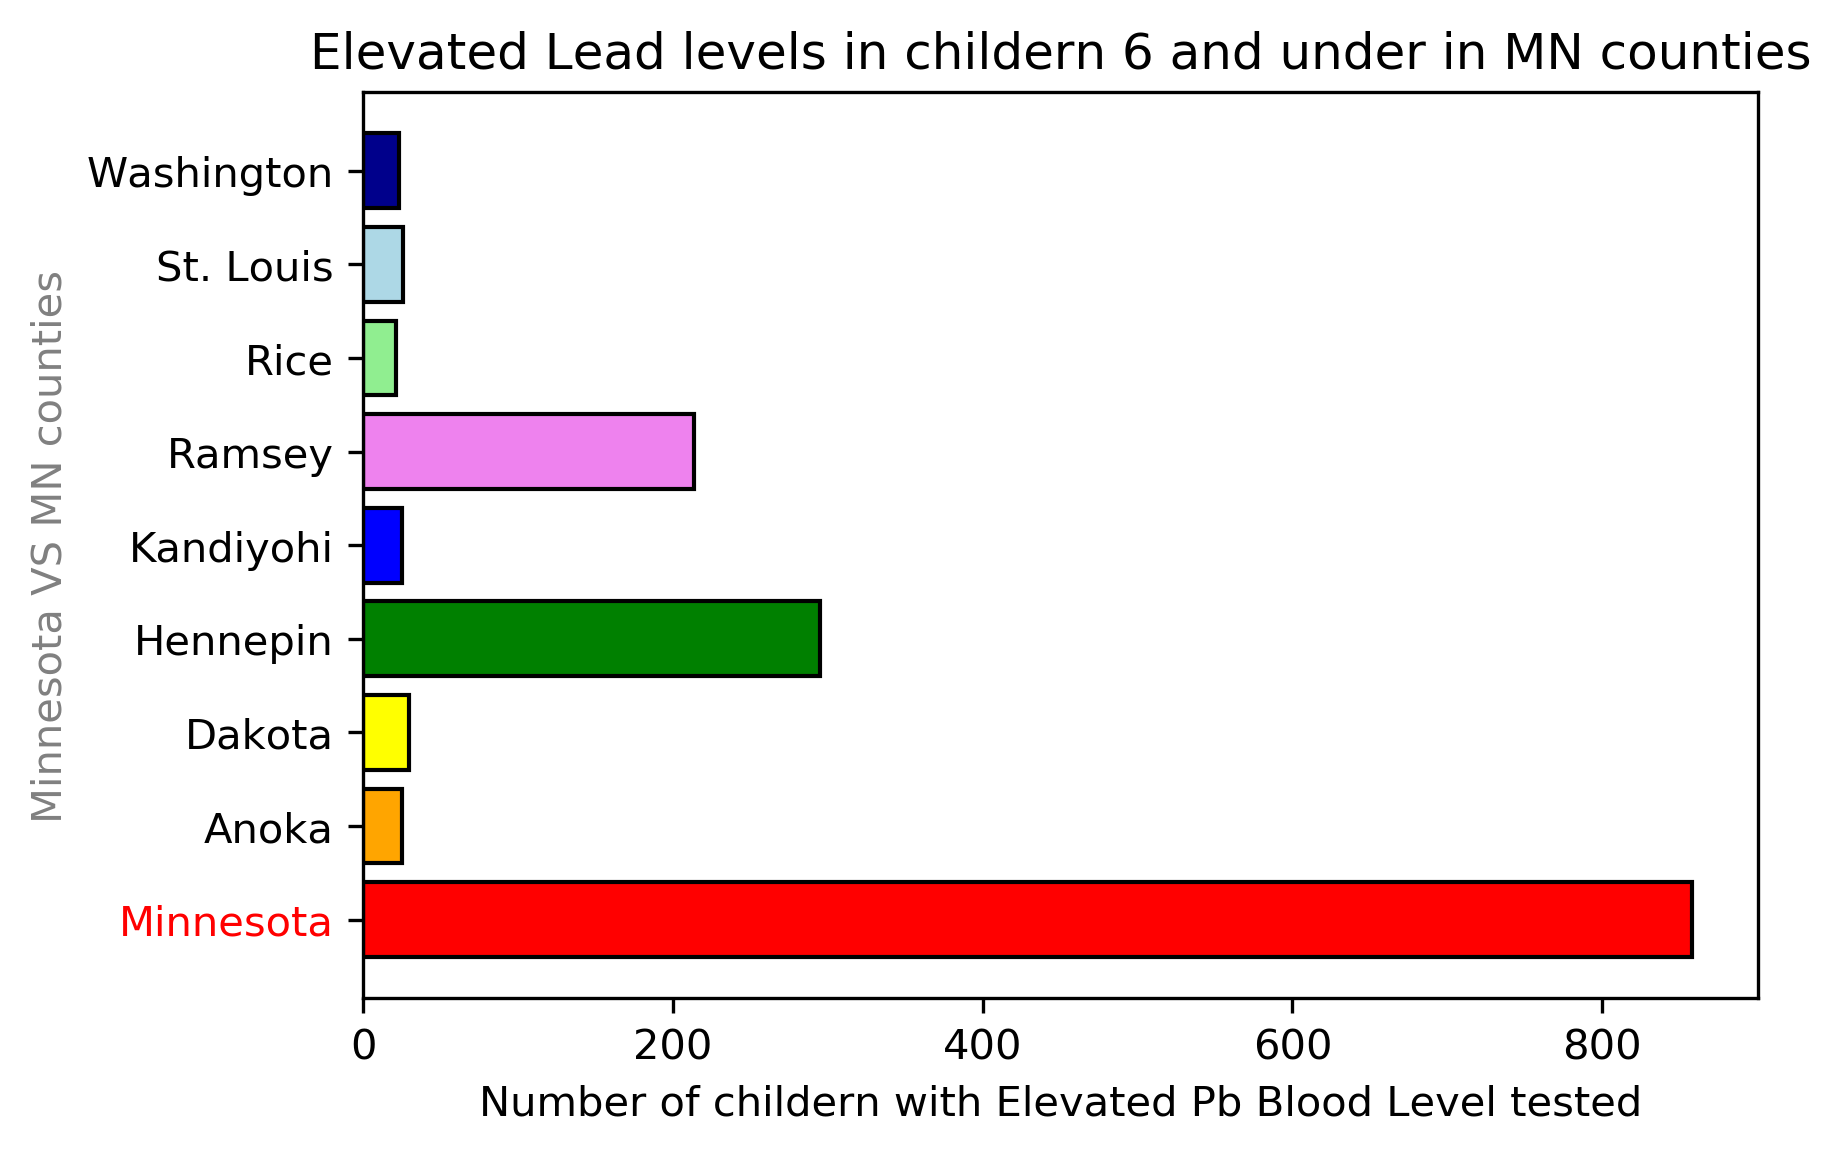 Elevated Lead levels in childern 6 and under in MN counties
Minnesota VS MN counties
Washington
St. Louis
Rice
Ramsey
Kandiyohi
Hennepin
Dakota
Anoka
Minnesota
0 200 400 600 800
Number of childern with Elevated Pb Blood Level tested